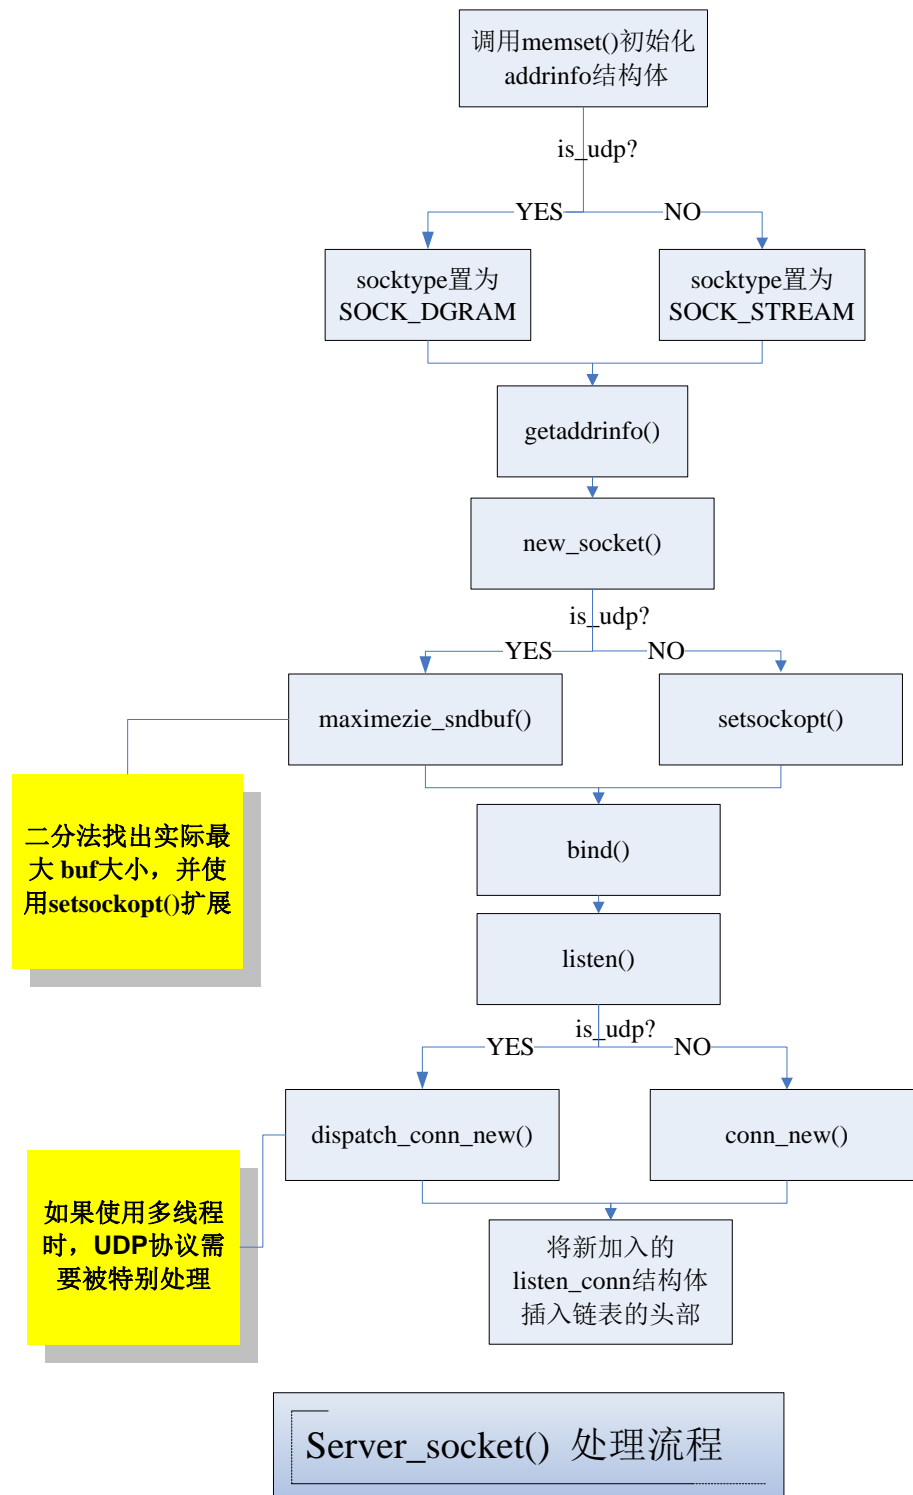 调用memset()初始化
addrinfo结构体
is_udp?
YES
NO
socktype置为
SOCK_DGRAM
socktype置为
SOCK_STREAM
getaddrinfo()
new_socket()
is_udp?
YES
NO
maximezie_sndbuf()
setsockopt()
二分法找出实际最
大 buf大小，并使
用setsockopt()扩展
bind()
listen()
is_udp?
YES
NO
dispatch_conn_new()
conn_new()
如果使用多线程
时，UDP协议需
要被特别处理
将新加入的
listen_conn结构体
插入链表的头部
Server_socket() 处理流程